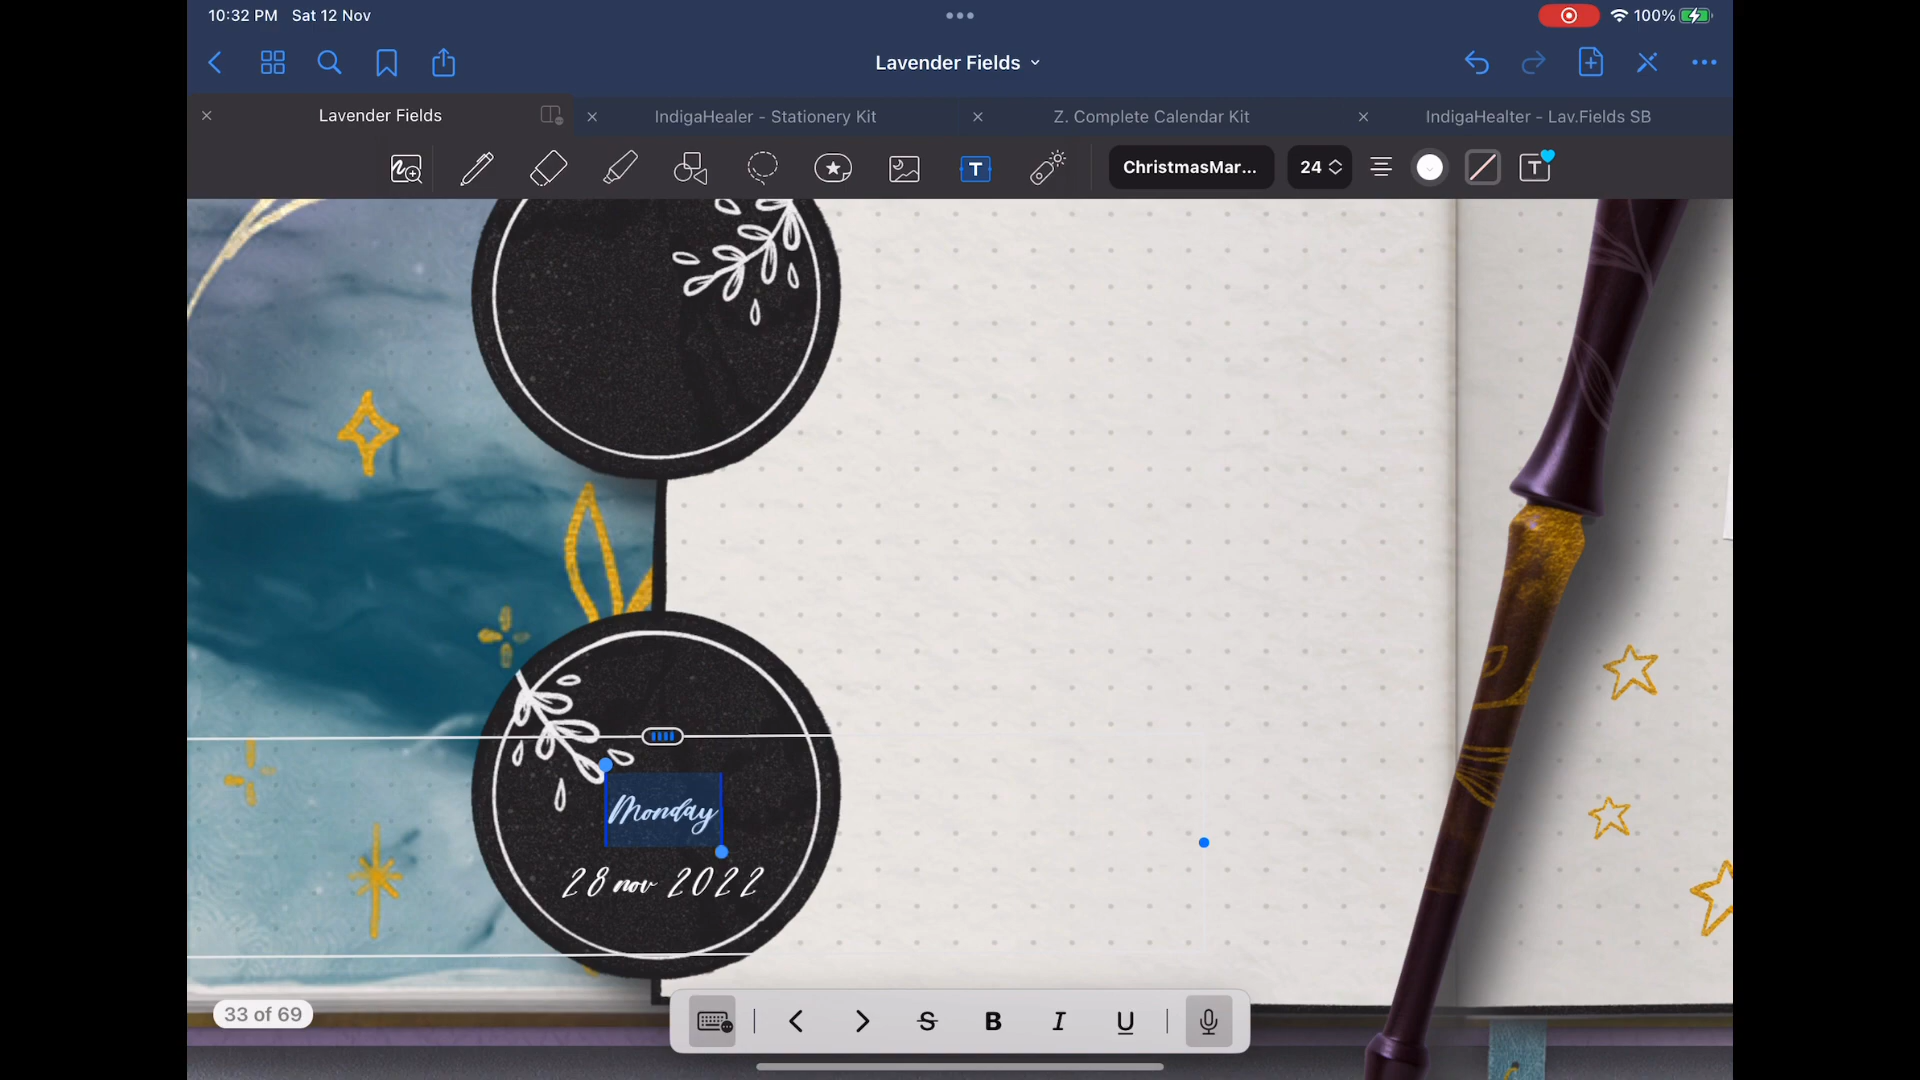 10:32 PM Sat 12 Nov
100%
Lavender Fields
Lavender Fields
IndigaHealer - Stationery Kit
Z. Complete Calendar Kit
IndigaHealter - Lav.Fields SB
ChristmasMar...
24
Monday
28 nov 2022
33 of 69
S B I U